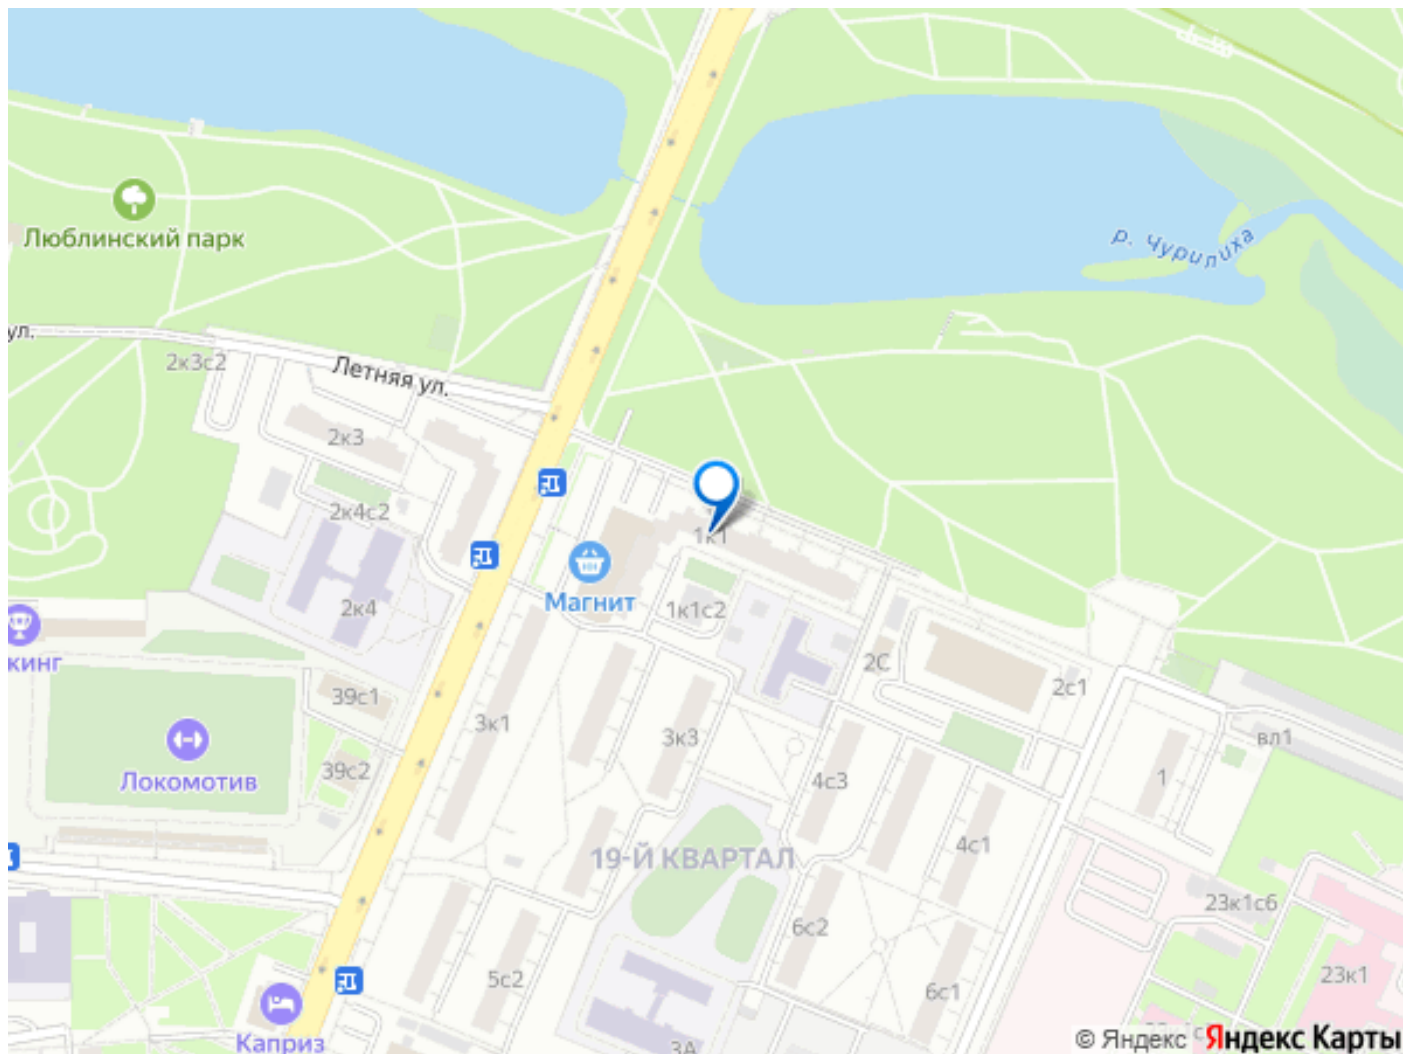 Люблинский парк
р. Чурилиха
ул.
2к3с2
Летняя ул.
2к3
2к4с2
1к1
Магнит
2к4
1к1с2
кинг
2С
2с1
39с1
3к1
3к3
вл1
Локомотив
39с2
4с3
1
19-Й КВАРТАЛ
4с1
23к1с6
6с2
5с2
6с1
23к1
Каприз
3А
© Яндекс Яндекс Карты